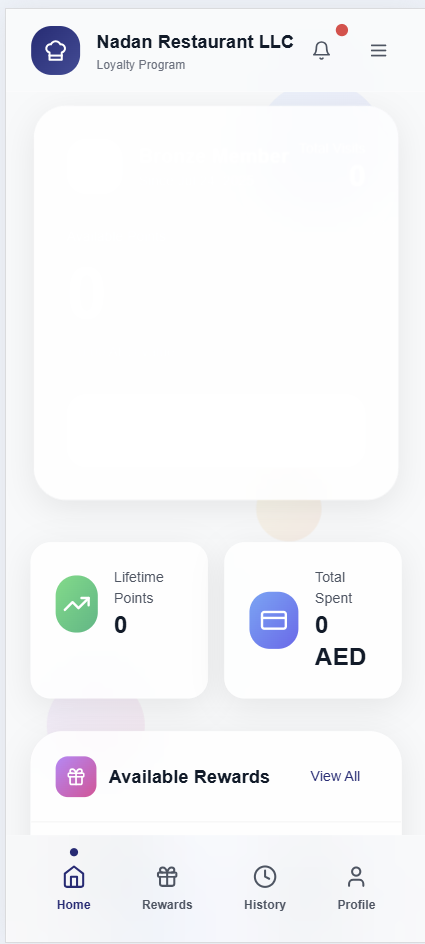 Nadan Restaurant LLC
Loyalty Program
0
0
Lifetime
Points
0
Total
Spent
0
AED
Available Rewards
View All
Home
Rewards
History
Profile